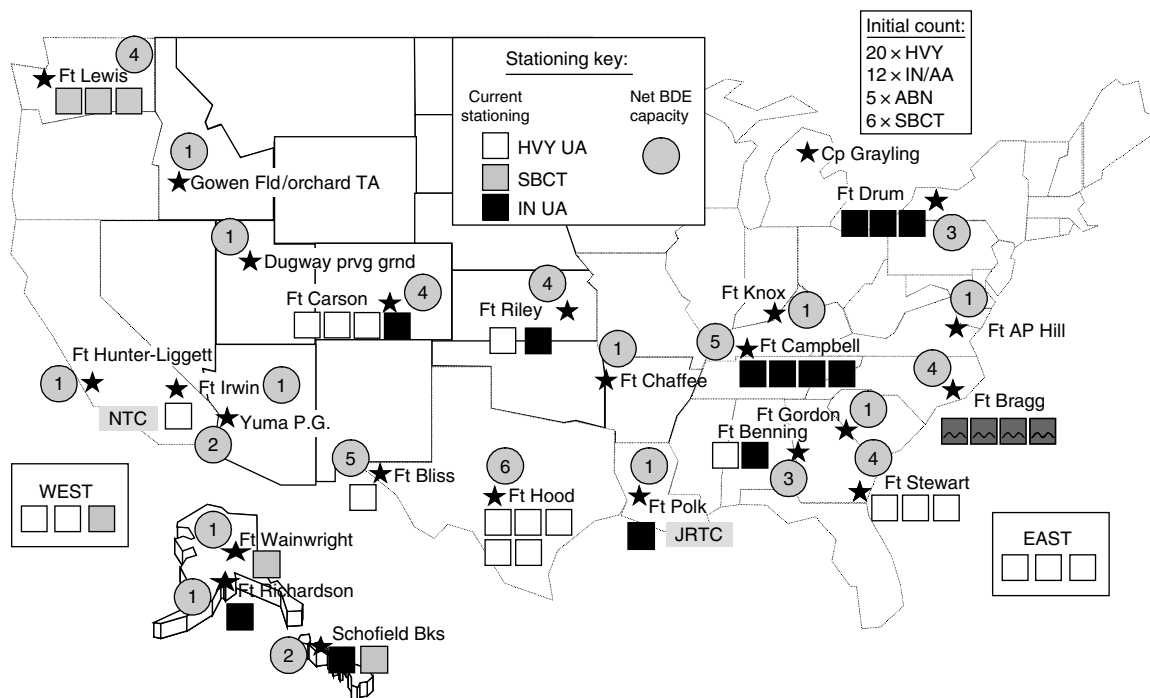 Initial count:
20 × HVY
12 × IN/AA
5 × ABN
6 × SBCT
Stationing key:
Current
stationing
Net BDE
capacity
HVY UA
SBCT
IN UA
4
Ft Lewis
1
Gowen Fld/orchard TA
1
Dugway prvg grnd
Ft Carson
4
4
Ft Riley
Cp Grayling
Ft Drum
3
Ft Knox
1
1
Ft AP Hill
5
Ft Campbell
1
Ft Chaffee
4
Ft Bragg
Ft Gordon
1
Ft Benning
3
4
Ft Stewart
Ft Hunter-Liggett
1
Ft Irwin
1
NTC
Yuma P.G.
2
5
Ft Bliss
6
Ft Hood
1
Ft Polk
JRTC
WEST
EAST
1
Ft Wainwright
1
Ft Richardson
2
Schofield Bks